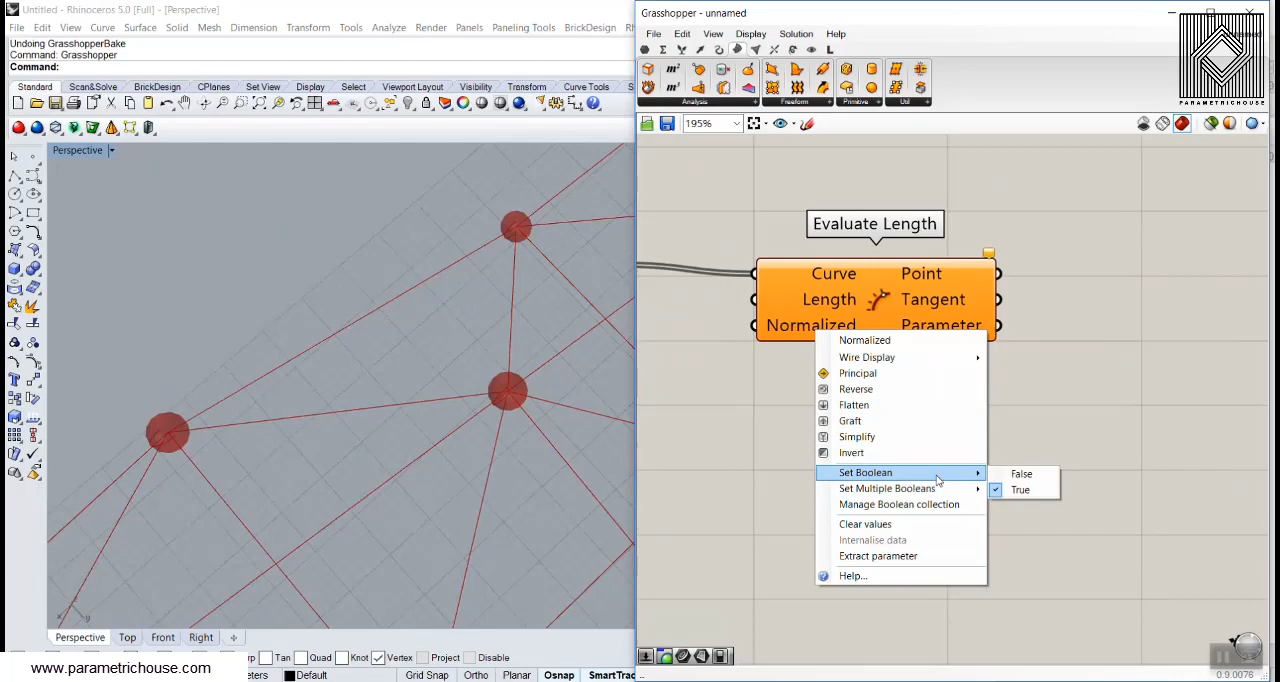 Untitled - Rhinoceros 5.0 [Full] - [Perspective]
File Edit View Curve Surface Solid Mesh Dimension Transform Tools Analyze Render Panels Paneling Tools BrickDesign
Undoing GrasshopperBake
Command: Grasshopper
Command:
Standard Scan&Solve BrickDesign CPlanes Set View Display Select Viewport Layout Visibility Transform Curve Tools
Perspective
Grasshopper - unnamed
File Edit View Display Solution Help
Analysis Freeform Primitive Util
PARAMETRICHOUSE
195%
Evaluate Length
Curve Point
Length Tangent
Normalized Parameter
Normalized
Wire Display
Principal
Reverse
Flatten
Graft
Simplify
Invert
Set Boolean
False
Set Multiple Booleans
True
Manage Boolean collection
Clear values
Internalise data
Extract parameter
Help...
Perspective Top Front Right
Tan Quad Knot Vertex Project Disable
www.parametrichouse.com
Default Grid Snap Ortho Planar Osnap
0.9.0076